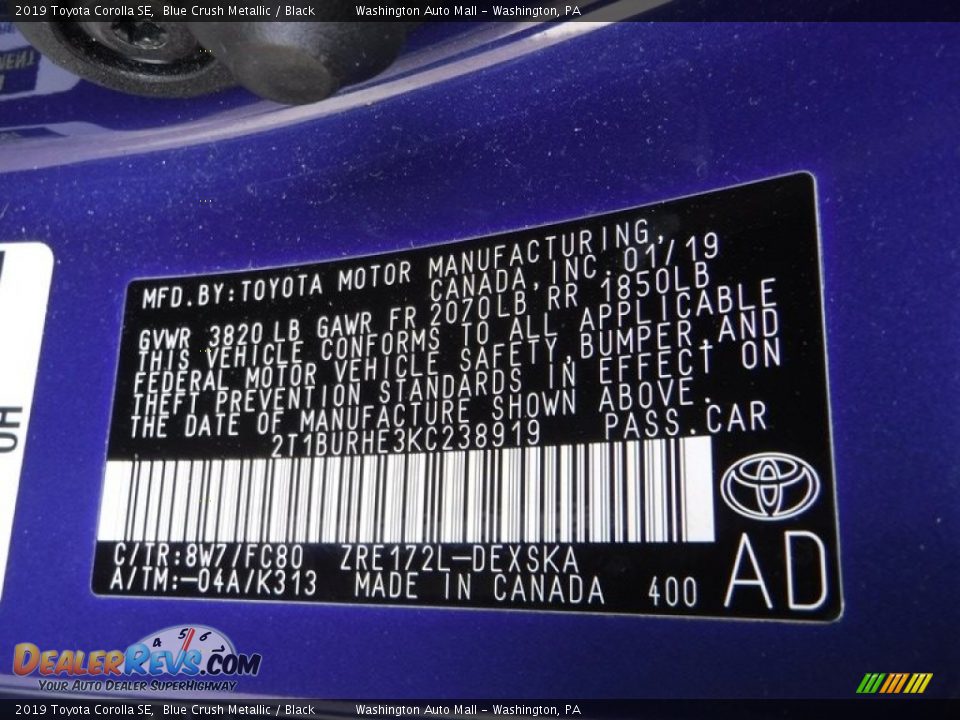 2019 Toyota Corolla SE, Blue Crush Metallic / Black Washington Auto Mall - Washington, PA
MFD.BY:TOYOTA MOTOR MANUFACTURING,
CANADA,INC.01/19
GVWR 3820 LB GAWR FR 2070LB RR 1850LB
THIS VEHICLE CONFORMS TO ALL APPLICABLE
FEDERAL MOTOR VEHICLE SAFETY,BUMPER,AND
THEFT PREVENTION STANDARDS IN EFFECT ON
THE DATE OF MANUFACTURE SHOWN ABOVE.
2T1BURHE3KC238919 PASS.CAR
C/TR:8W7/FC80 ZRE172L-DEXSKA
A/TM:-04A/K313 MADE IN CANADA 400
AD
4 5 6
DEALERREVS.COM
YOUR AUTO DEALER SUPERHIGHWAY
2019 Toyota Corolla SE, Blue Crush Metallic / Black Washington Auto Mall - Washington, PA